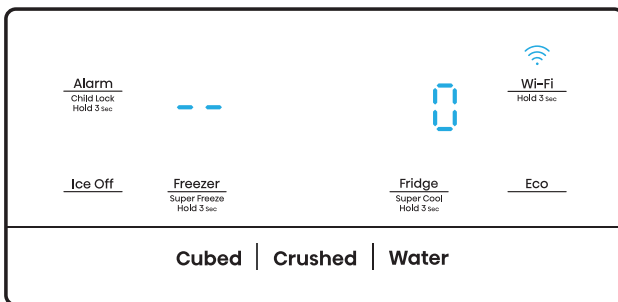 Alarm
Child Lock
Hold 3 Sec
-- 0
Wi-Fi
Hold 3 Sec
Ice Off
Freezer
Super Freeze
Hold 3 Sec
Fridge
Super Cool
Hold 3 Sec
Eco
Cubed | Crushed | Water